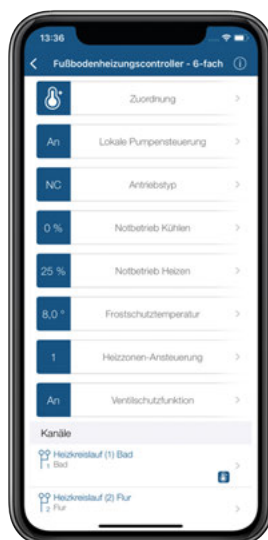 13:36
Fußbodenheizungscontroller - 6-fach
Zuordnung
An Lokale Pumpensteuerung
NC Antriebstyp
0 % Notbetrieb Kühlen
25 % Notbetrieb Heizen
8,0 ° Frostschutztemperatur
1 Heizzonen-Ansteuerung
An Ventilschutzfunktion
Kanäle
Heizkreislauf (1) Bad
1 Bad
Heizkreislauf (2) Flur
2 Flur